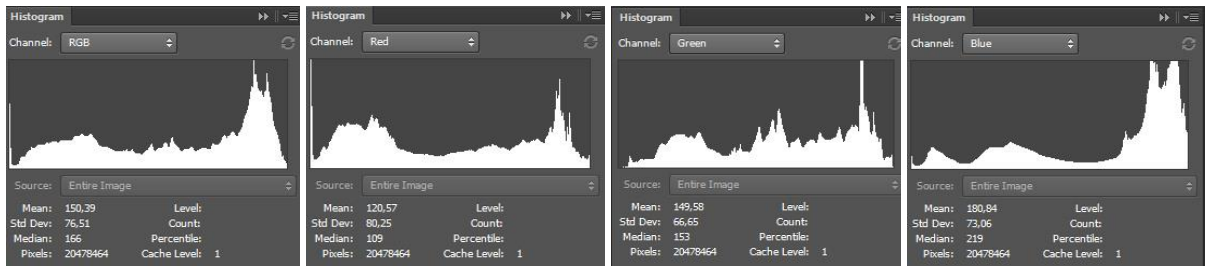 Histogram
Channel: RGB
Source: Entire Image
Mean: 150,39 Level:
Std Dev: 76,51 Count:
Median: 166 Percentile:
Pixels: 20478464 Cache Level: 1
Histogram
Channel: Red
Source: Entire Image
Mean: 120,57 Level:
Std Dev: 80,25 Count:
Median: 109 Percentile:
Pixels: 20478464 Cache Level: 1
Histogram
Channel: Green
Source: Entire Image
Mean: 149,58 Level:
Std Dev: 66,65 Count:
Median: 153 Percentile:
Pixels: 20478464 Cache Level: 1
Histogram
Channel: Blue
Source: Entire Image
Mean: 180,84 Level:
Std Dev: 73,06 Count:
Median: 219 Percentile:
Pixels: 20478464 Cache Level: 1